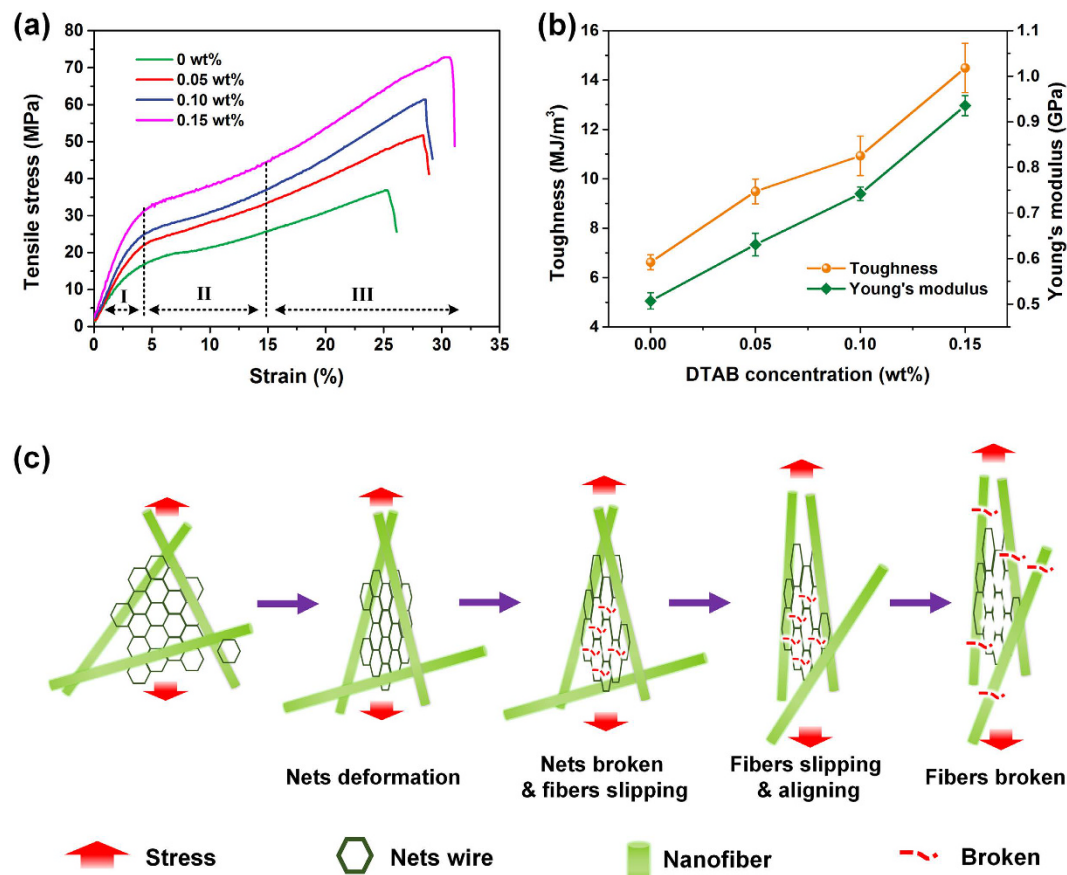 (a)
0 wt%
0.05 wt%
0.10 wt%
0.15 wt%
80
70
60
50
40
30
20
10
0
Tensile stress (MPa)
I
II
III
0 5 10 15 20 25 30 35
Strain (%)
(b)
16
14
12
10
8
6
4
Toughness (MJ/m³)
Toughness
Young's modulus
1.1
1.0
0.9
0.8
0.7
0.6
0.5
Young's modulus (GPa)
0.00 0.05 0.10 0.15
DTAB concentration (wt%)
(c)
Nets deformation
Nets broken
& fibers slipping
Fibers slipping
& aligning
Fibers broken
Stress
Nets wire
Nanofiber
Broken